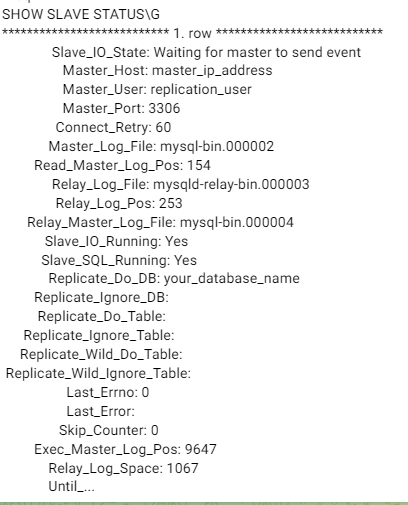 SHOW SLAVE STATUS\G
*************************** 1. row ***************************
Slave_IO_State: Waiting for master to send event
Master_Host: master_ip_address
Master_User: replication_user
Master_Port: 3306
Connect_Retry: 60
Master_Log_File: mysql-bin.000002
Read_Master_Log_Pos: 154
Relay_Log_File: mysqld-relay-bin.000003
Relay_Log_Pos: 253
Relay_Master_Log_File: mysql-bin.000004
Slave_IO_Running: Yes
Slave_SQL_Running: Yes
Replicate_Do_DB: your_database_name
Replicate_Ignore_DB:
Replicate_Do_Table:
Replicate_Ignore_Table:
Replicate_Wild_Do_Table:
Replicate_Wild_Ignore_Table:
Last_Errno: 0
Last_Error:
Skip_Counter: 0
Exec_Master_Log_Pos: 9647
Relay_Log_Space: 1067
Until_...